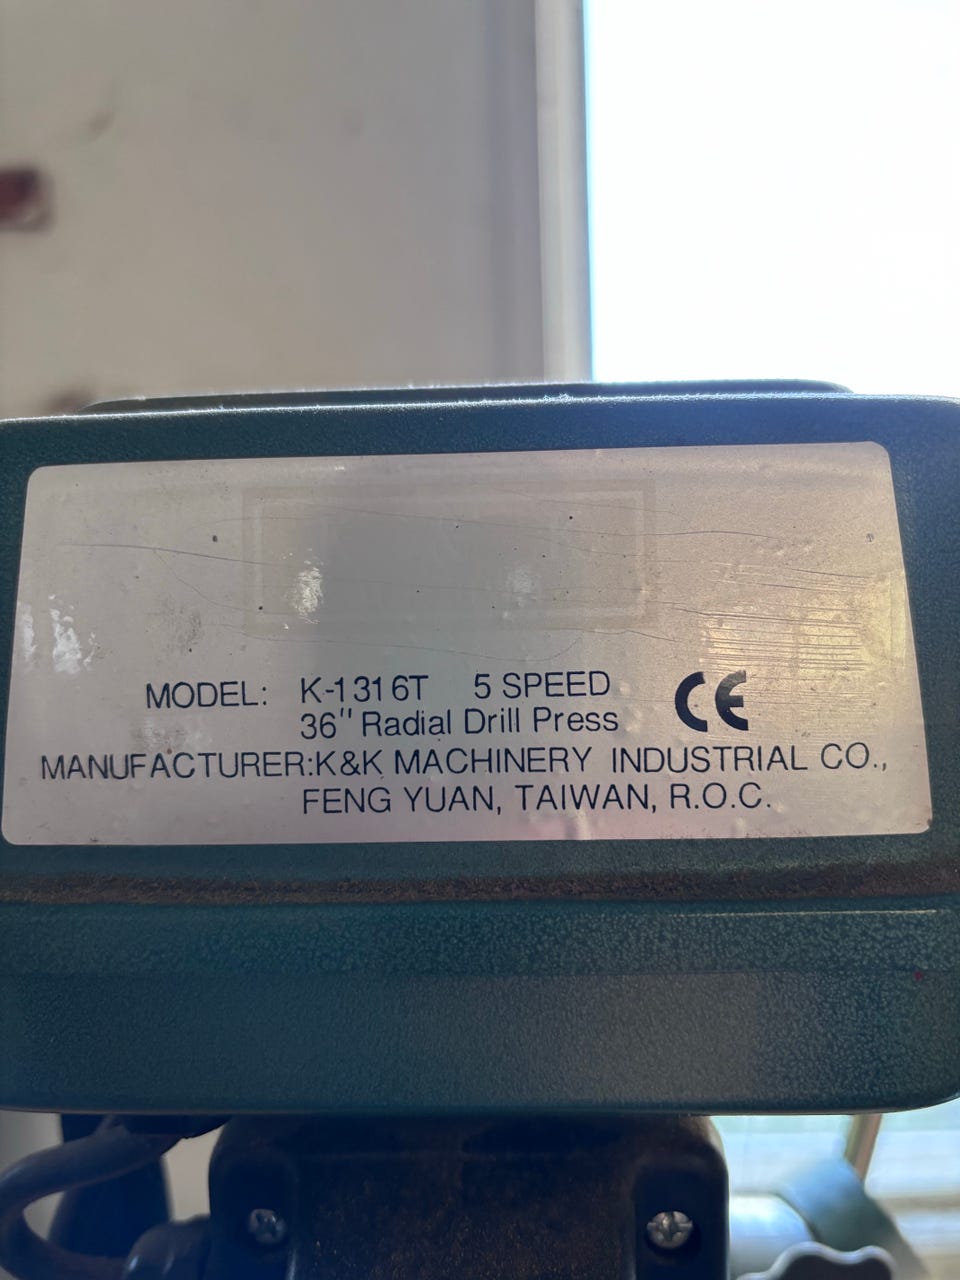 MODEL: K-1316T 5 SPEED
36" Radial Drill Press
CE
MANUFACTURER:K&K MACHINERY INDUSTRIAL CO.,
FENG YUAN, TAIWAN, R.O.C.